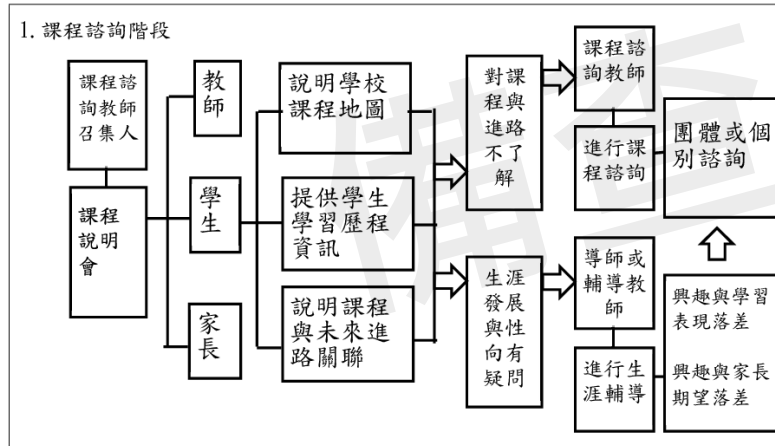 1. 課程諮詢階段
課程諮
詢教師
召集人
課程
說明
會
教
師
學
生
家
長
說明學校
課程地圖
提供學生
學習歷程
資訊
說明課程
與未來進
路關聯
對課
程與
進路
不了
解
生涯
發展
與性
向有
疑問
課程諮
詢教師
進行課
程諮詢
團體或個
別諮詢
導師或
輔導教
師
進行生
涯輔導
興趣與學習
表現落差
興趣與家長
期望落差
備查